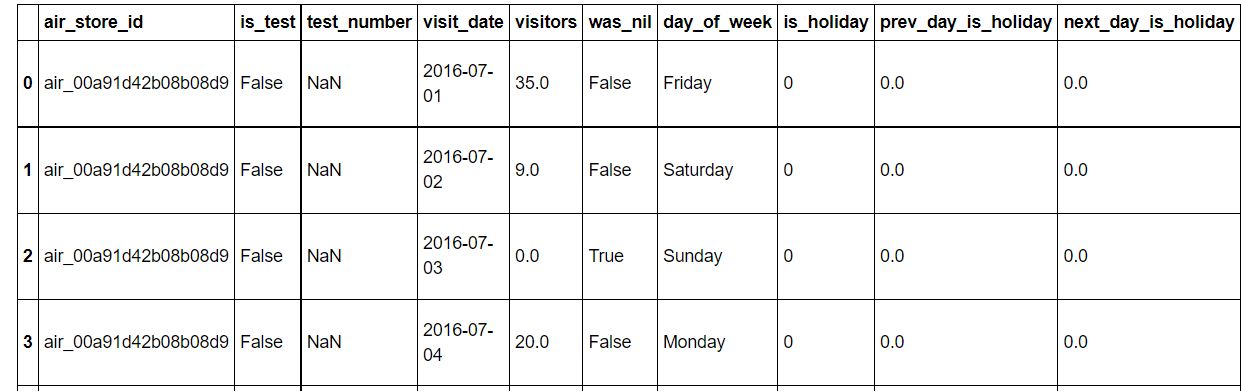 air_store_id is_test test_number visit_date visitors was_nil day_of_week is_holiday prev_day_is_holiday next_day_is_holiday
0 air_00a91d42b08b08d9 False NaN 2016-07-01 35.0 False Friday 0 0.0 0.0
1 air_00a91d42b08b08d9 False NaN 2016-07-02 9.0 False Saturday 0 0.0 0.0
2 air_00a91d42b08b08d9 False NaN 2016-07-03 0.0 True Sunday 0 0.0 0.0
3 air_00a91d42b08b08d9 False NaN 2016-07-04 20.0 False Monday 0 0.0 0.0